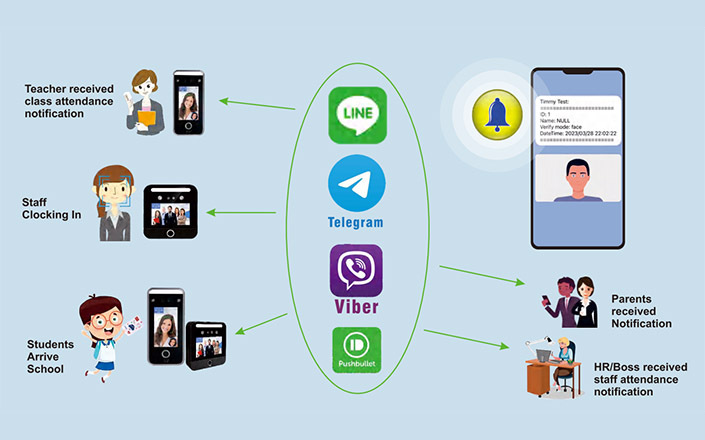 Teacher received
class attendance
notification
Staff
Clocking In
Students
Arrive
School
LINE
Telegram
Viber
Pushbullet
Timmy Test:
ID: 1
Name: NULL
Verify mode: face
DateTime: 2023/03/28 22:02:22
Parents
received
Notification
HR/Boss received
staff attendance
notification